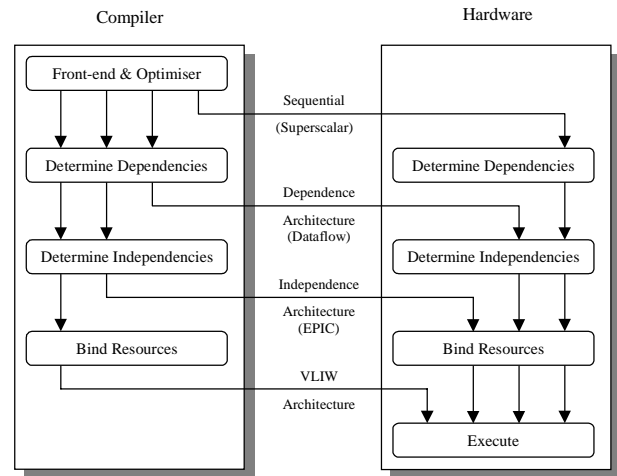 Compiler
Hardware
Front-end & Optimiser
Sequential
(Superscalar)
Determine Dependencies
Determine Dependencies
Dependence
Architecture
(Dataflow)
Determine Independencies
Determine Independencies
Independence
Architecture
(EPIC)
Bind Resources
Bind Resources
VLIW
Architecture
Execute